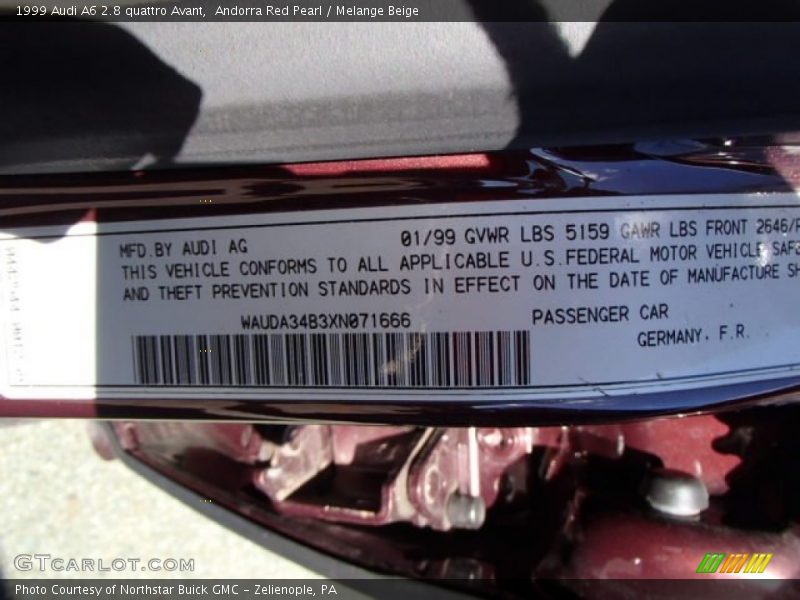 1999 Audi A6 2.8 quattro Avant,  Andorra Red Pearl / Melange Beige
MFD.BY AUDI AG 01/99 GVWR LBS 5159 GAWR LBS FRONT 2646/
THIS VEHICLE CONFORMS TO ALL APPLICABLE U.S.FEDERAL MOTOR VEHICLE SAFE
AND THEFT PREVENTION STANDARDS IN EFFECT ON THE DATE OF MANUFACTURE SH
WAUDA34B3XN071666 PASSENGER CAR
GERMANY, F.R.
GTCARLOT.COM
Photo Courtesy of Northstar Buick GMC – Zelienople, PA